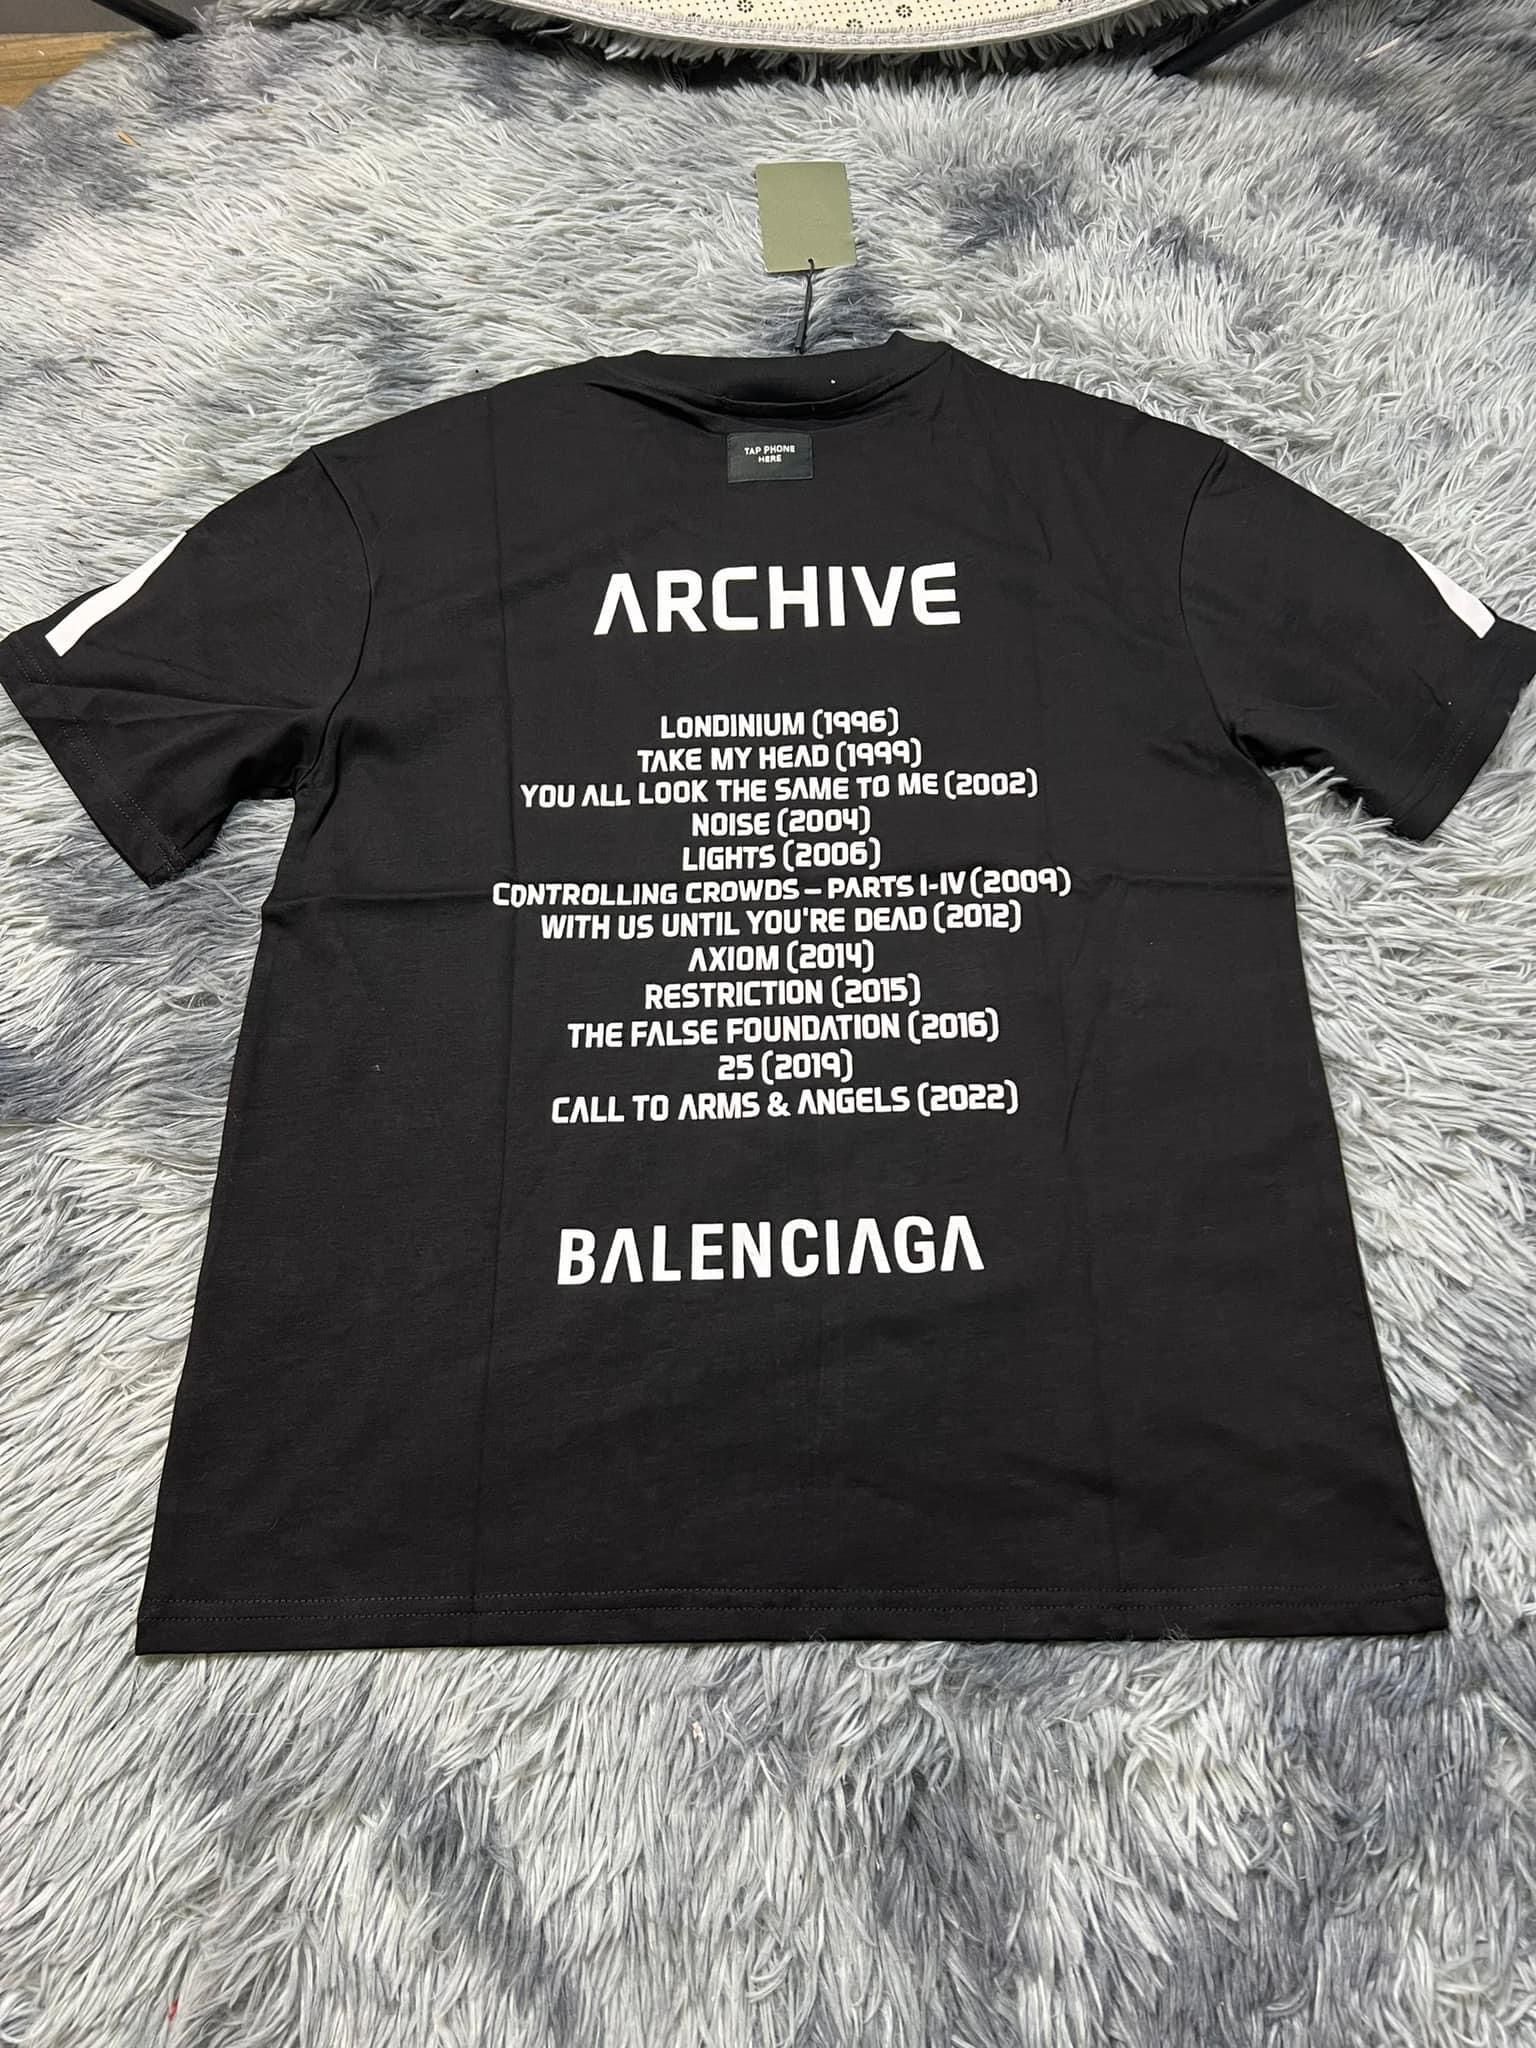 TAP PHONE
HERE
ARCHIVE
LONDINIUM (1996)
TAKE MY HEAD (1999)
YOU ALL LOOK THE SAME TO ME (2002)
NOISE (2004)
LIGHTS (2006)
CONTROLLING CROWDS – PARTS I-IV (2009)
WITH US UNTIL YOU'RE DEAD (2012)
AXIOM (2014)
RESTRICTION (2015)
THE FALSE FOUNDATION (2016)
25 (2019)
CALL TO ARMS & ANGELS (2022)
BALENCIAGA